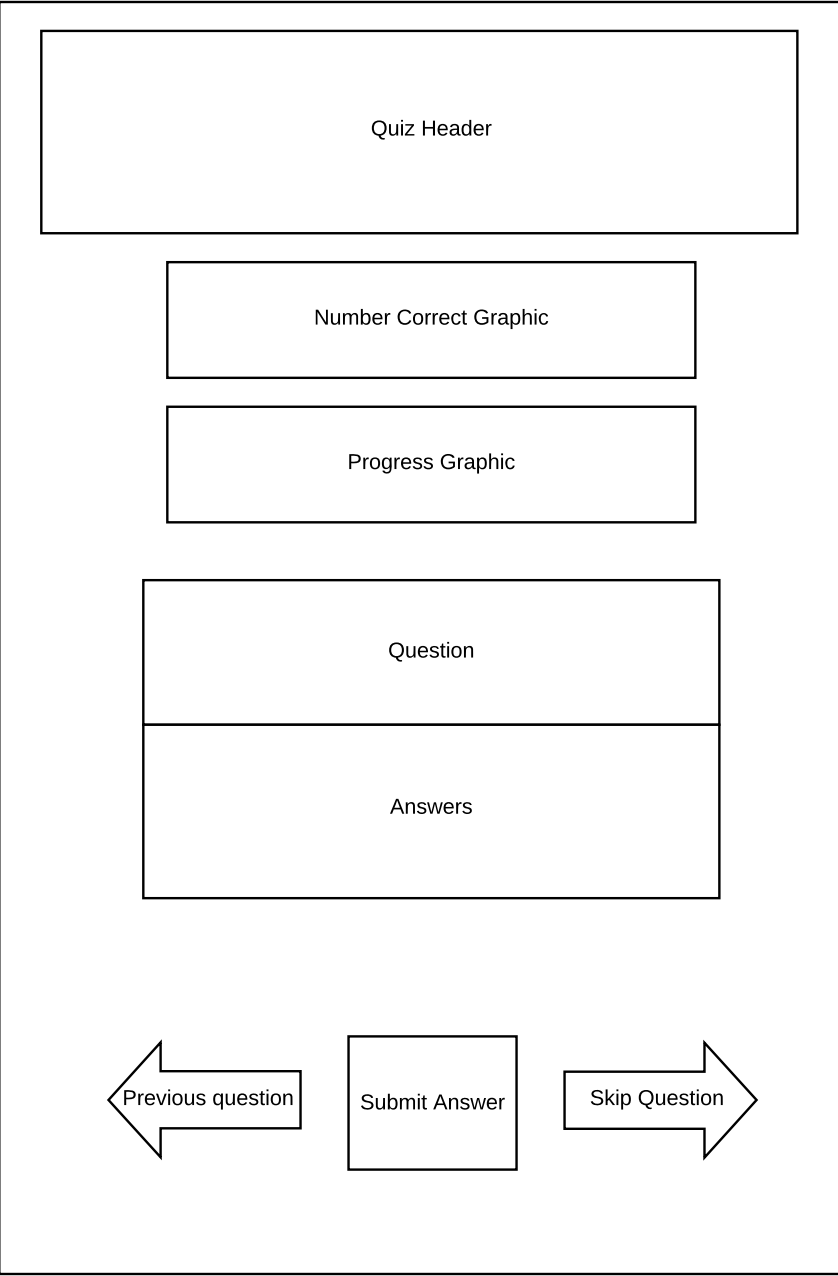 Quiz Header
Number Correct Graphic
Progress Graphic
Question
Answers
Previous question
Submit Answer
Skip Question